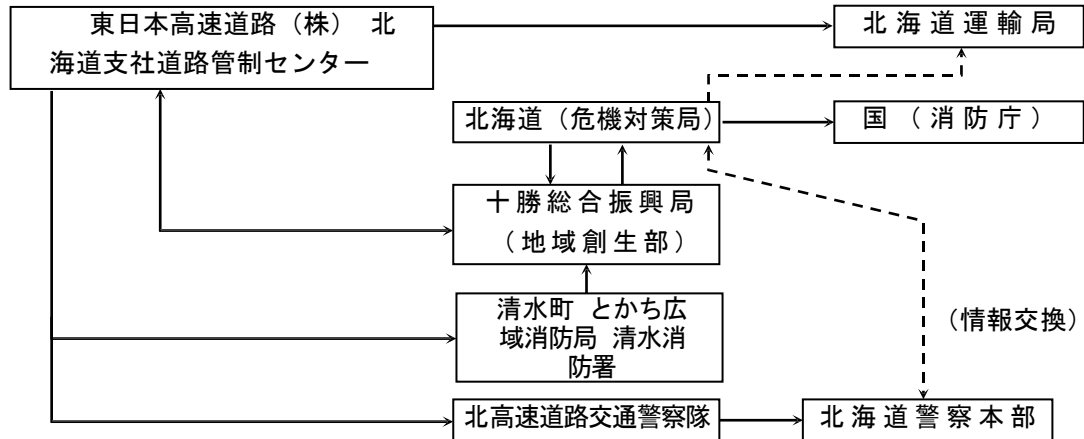 東日本高速道路（株） 北
海道支社道路管制センター
北海道運輸局
北海道（危機対策局）
国（消防庁）
十勝総合振興局
（地域創生部）
清水町 とかち広
域消防局 清水消
防署
（情報交換）
北高速道路交通警察隊
北海道警察本部